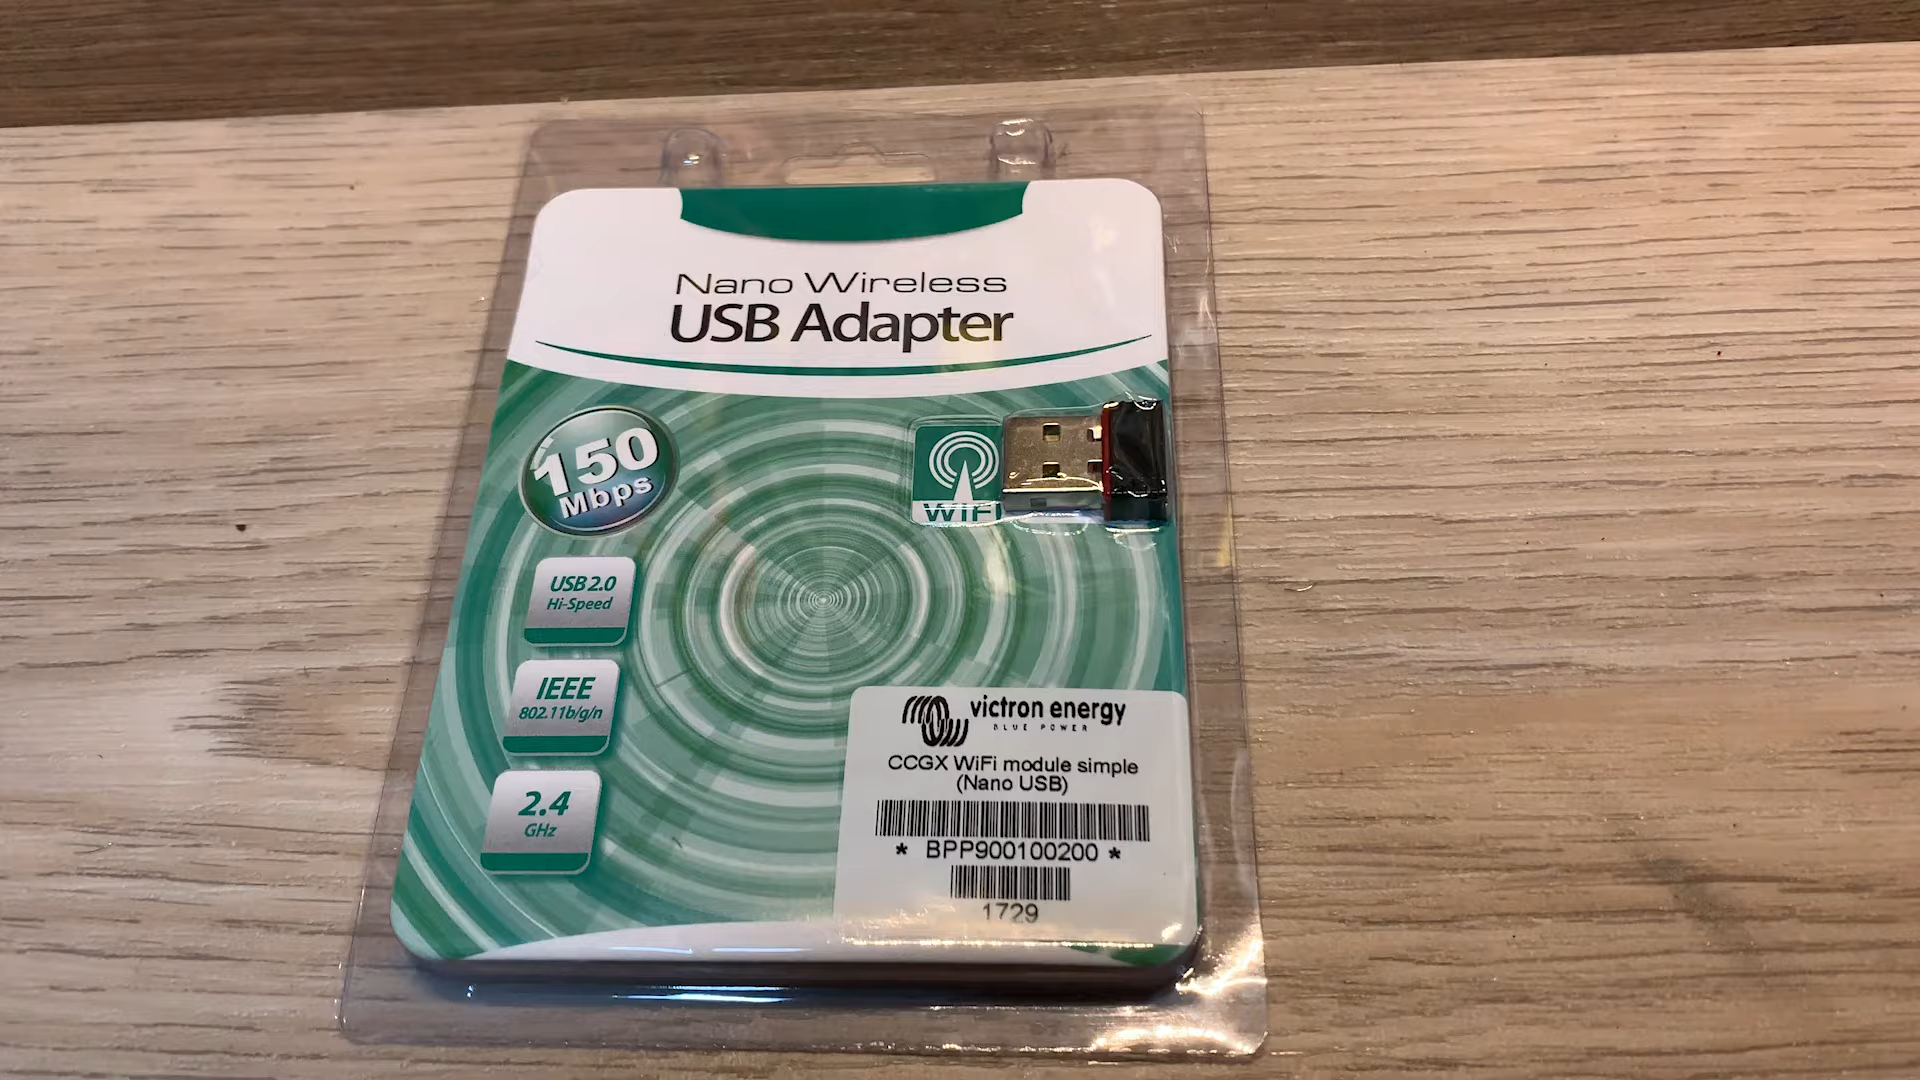 Nano Wireless
USB Adapter
150
Mbps
WIFI
USB 2.0
Hi-Speed
IEEE
802.11b/g/n
2.4
GHz
victron energy
BLUE POWER
CCGX WiFi module simple
(Nano USB)
* BPP900100200 *
1729